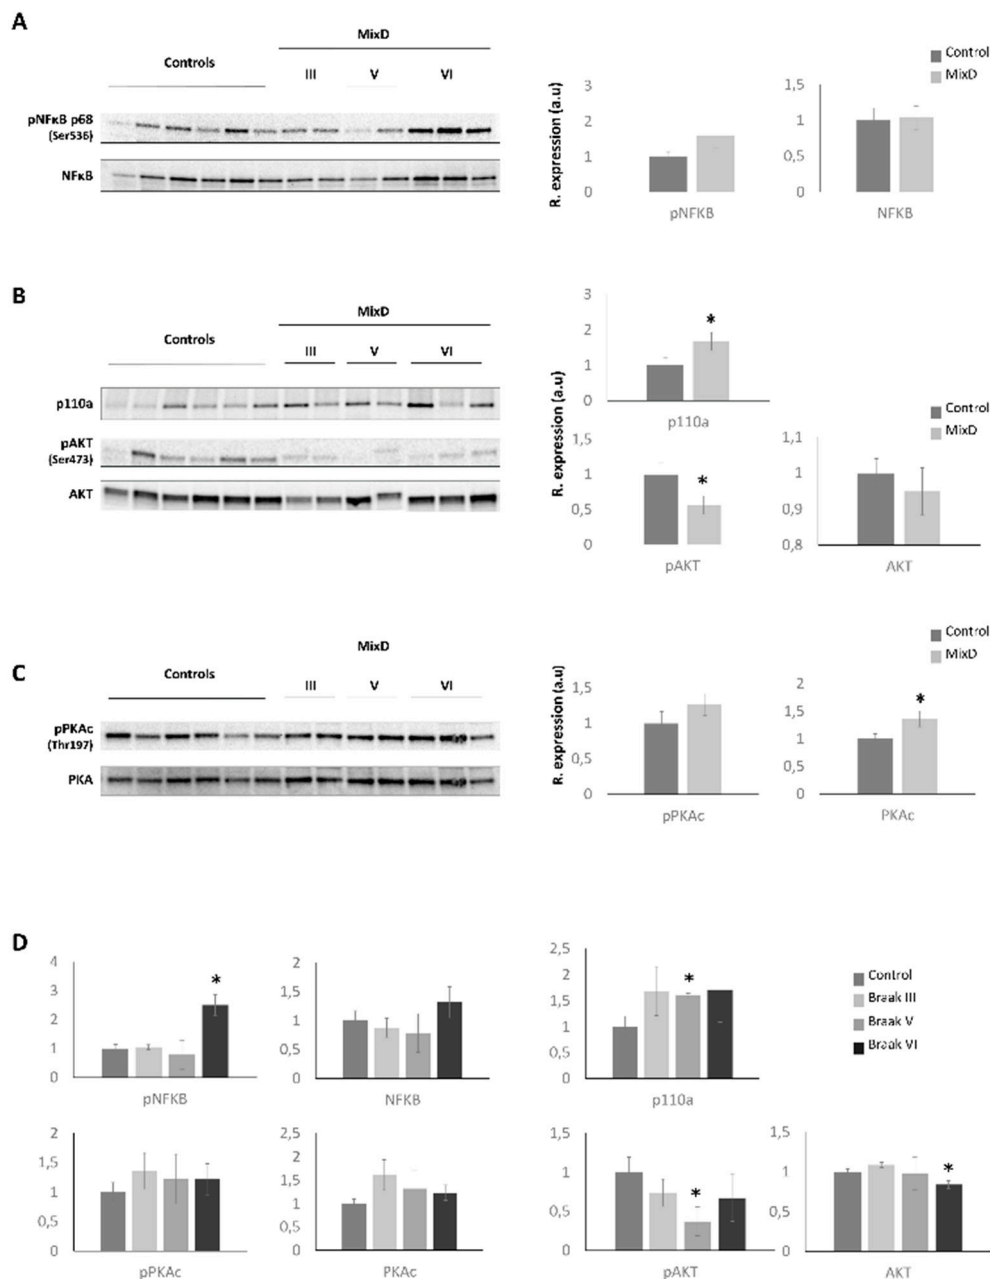 A
MixD
Controls
III
V
VI
pNFκB p68
(Ser536)
NFκB
R. expression (a.u)
3
2
1
0
pNFKB
1,5
1
0,5
0
NFKB
Control
MixD
B
MixD
Controls
III
V
VI
p110a
pAKT
(Ser473)
AKT
R. expression (a.u)
3
2
1
0
*
p110a
1,5
1
0,5
0
*
pAKT
1,1
1
0,9
0,8
AKT
Control
MixD
C
MixD
Controls
III
V
VI
pPKAc
(Thr197)
PKA
R. expression (a.u)
1,5
1
0,5
0
pPKAc
2
1,5
1
0,5
0
*
PKAc
Control
MixD
D
4
3
2
1
0
*
pNFKB
2
1,5
1
0,5
0
NFKB
2,5
2
1,5
1
0,5
0
*
p110a
Control
Braak III
Braak V
Braak VI
2
1,5
1
0,5
0
pPKAc
2,5
2
1,5
1
0,5
0
PKAc
1,5
1
0,5
0
*
pAKT
1,5
1
0,5
0
*
AKT